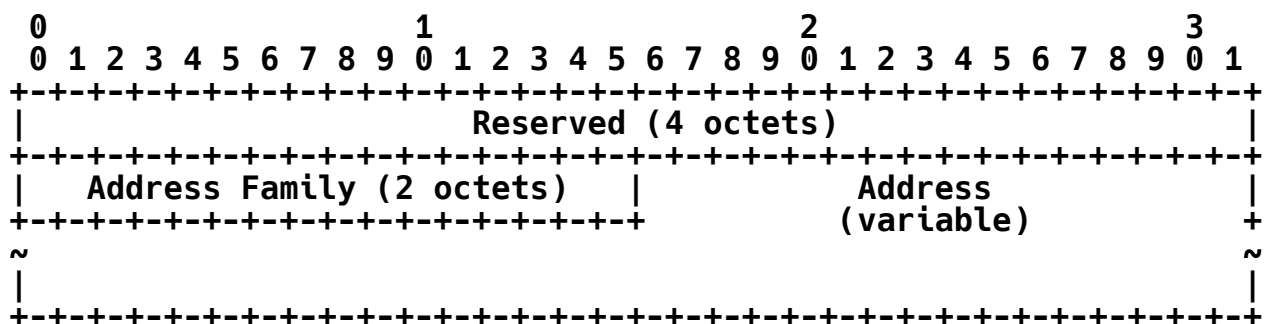 0                   1                   2                   3
 0 1 2 3 4 5 6 7 8 9 0 1 2 3 4 5 6 7 8 9 0 1 2 3 4 5 6 7 8 9 0 1
+-+-+-+-+-+-+-+-+-+-+-+-+-+-+-+-+-+-+-+-+-+-+-+-+-+-+-+-+-+-+-+-+
|                       Reserved (4 octets)                     |
+-+-+-+-+-+-+-+-+-+-+-+-+-+-+-+-+-+-+-+-+-+-+-+-+-+-+-+-+-+-+-+-+
|   Address Family (2 octets)   |           Address             |
+-+-+-+-+-+-+-+-+-+-+-+-+-+-+-+-+          (variable)           +
~                                                               ~
|                                                               |
+-+-+-+-+-+-+-+-+-+-+-+-+-+-+-+-+-+-+-+-+-+-+-+-+-+-+-+-+-+-+-+-+